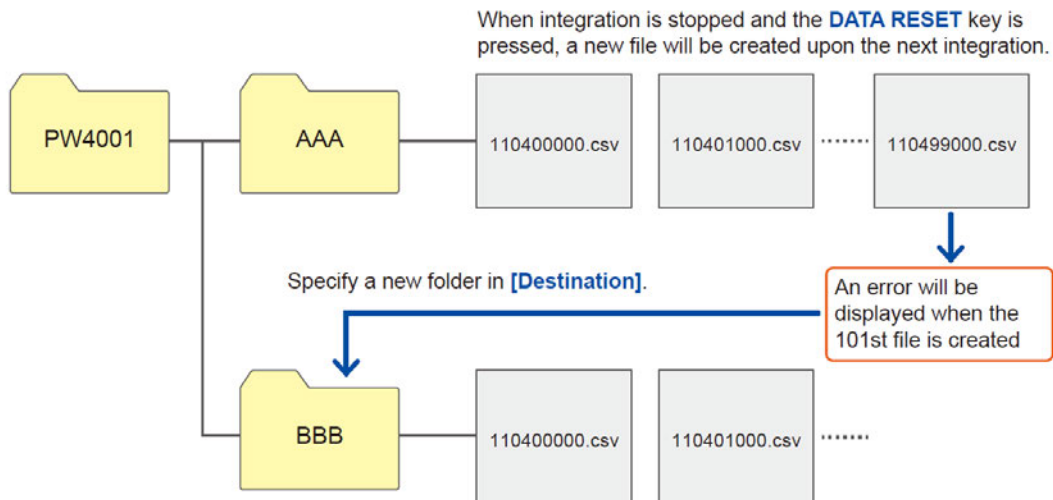 When integration is stopped and the DATA RESET key is
pressed, a new file will be created upon the next integration.
PW4001
AAA
110400000.csv
110401000.csv
110499000.csv
Specify a new folder in [Destination].
An error will be
displayed when the
101st file is created
BBB
110400000.csv
110401000.csv